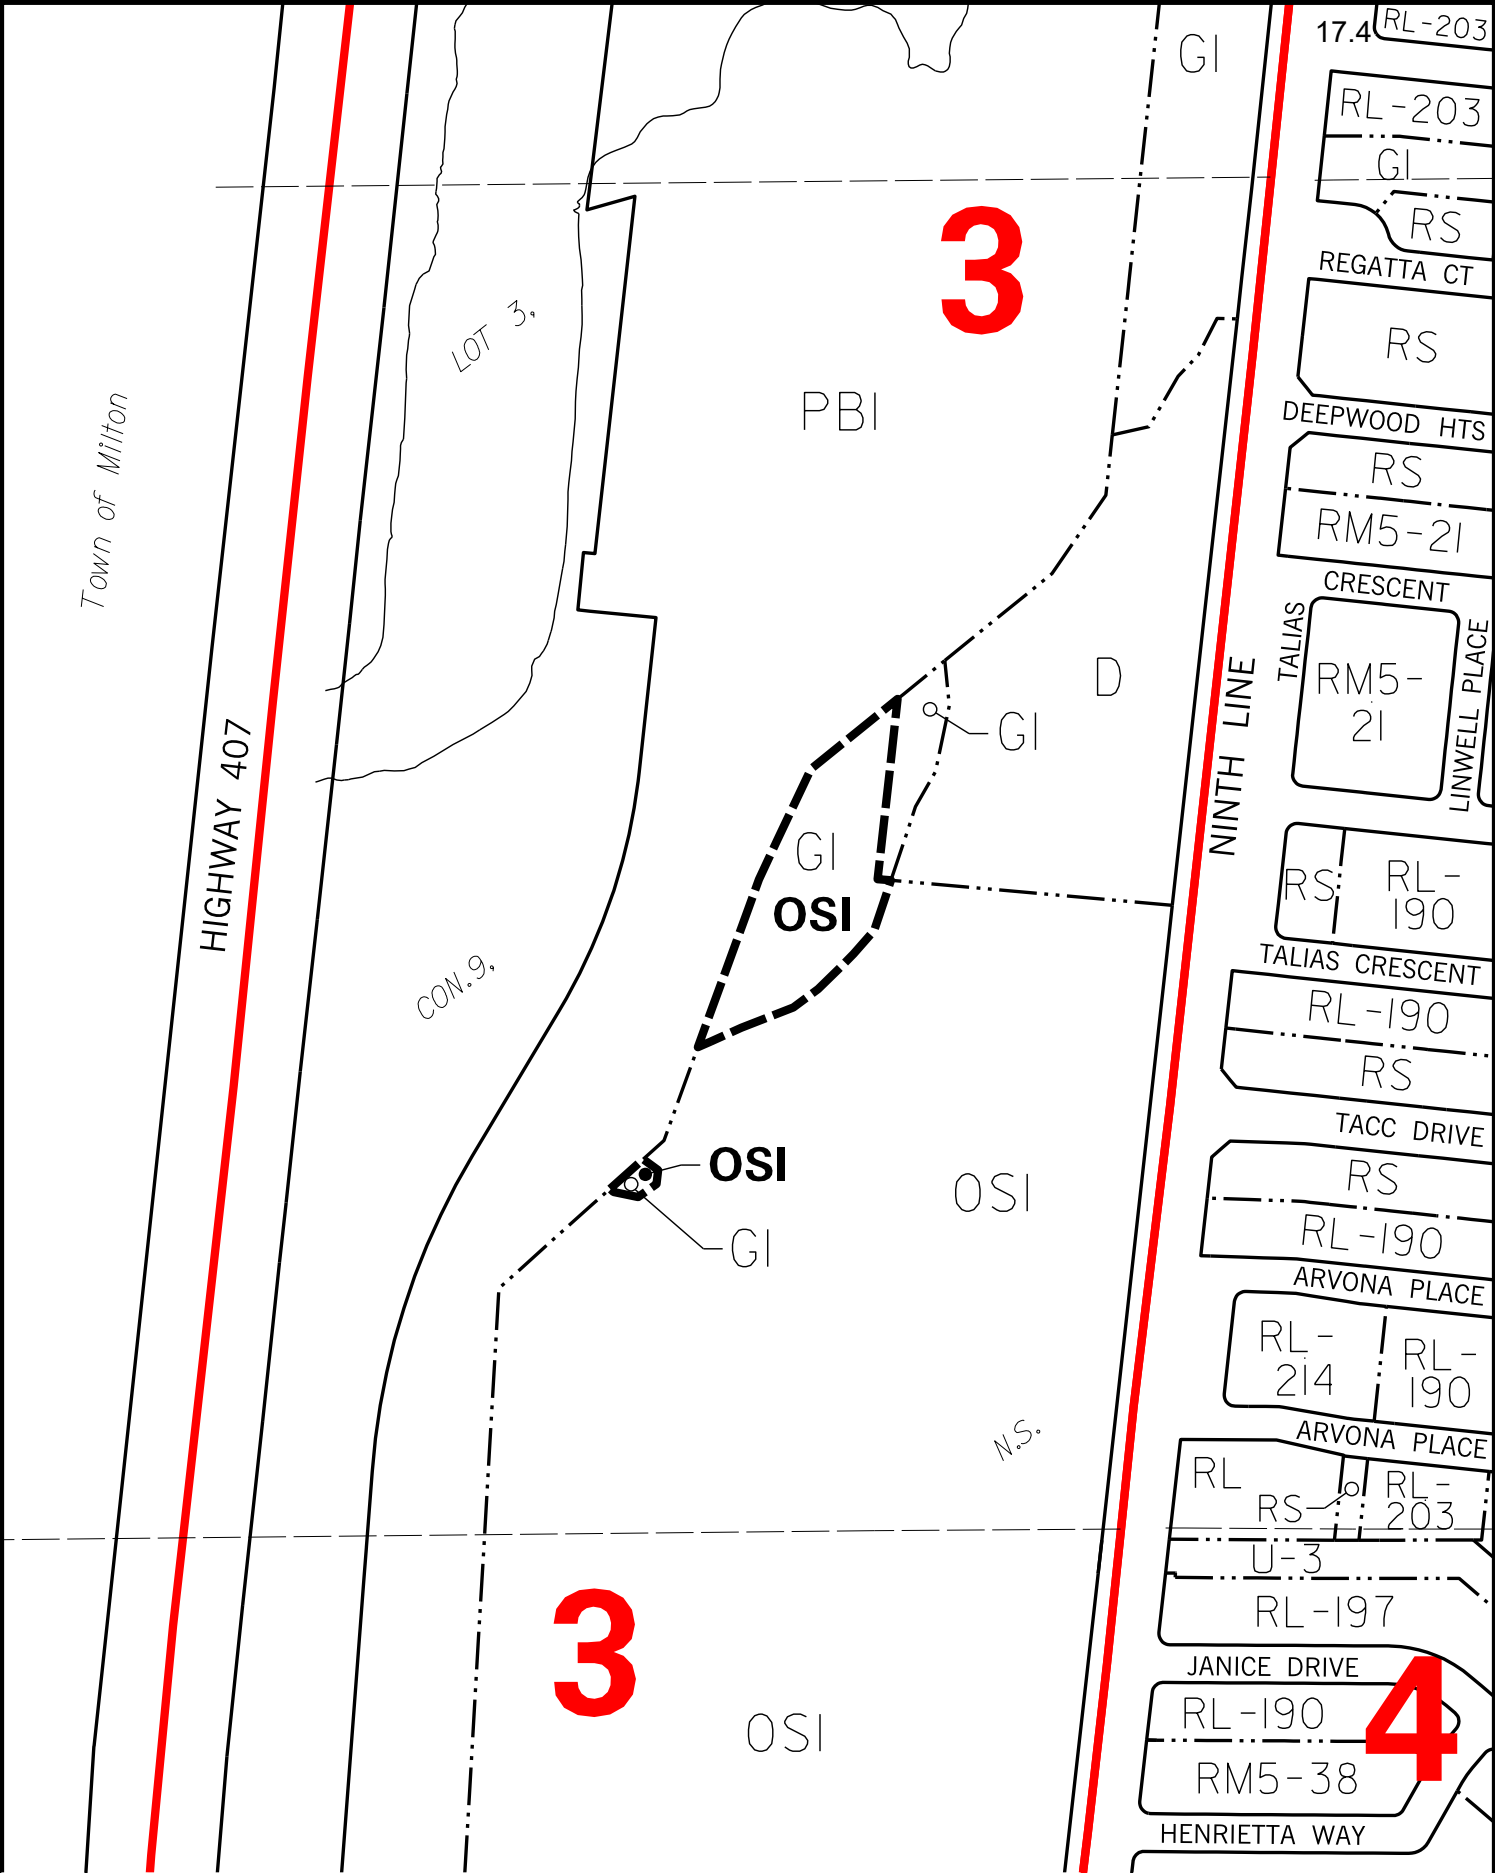 17.4
RL-203
GI
RL-203
GI
RS
REGATTA CT
3
LOT 3,
RS
PBI
Town of Milton
DEEPWOOD HTS
RS
RM5-21
CRESCENT
TALIAS
RM5-
21
LINWELL PLACE
D
GI
NINTH LINE
HIGHWAY 407
GI
OSI
RS
RL-
190
TALIAS CRESCENT
CON.9,
RL-190
RS
TACC DRIVE
OSI
OSI
GI
RS
RL-190
ARVONA PLACE
RL-
214
RL-
190
N.S.
ARVONA PLACE
RL
RS
RL-
203
U-3
RL-197
3
JANICE DRIVE
4
OSI
RL-190
RM5-38
HENRIETTA WAY